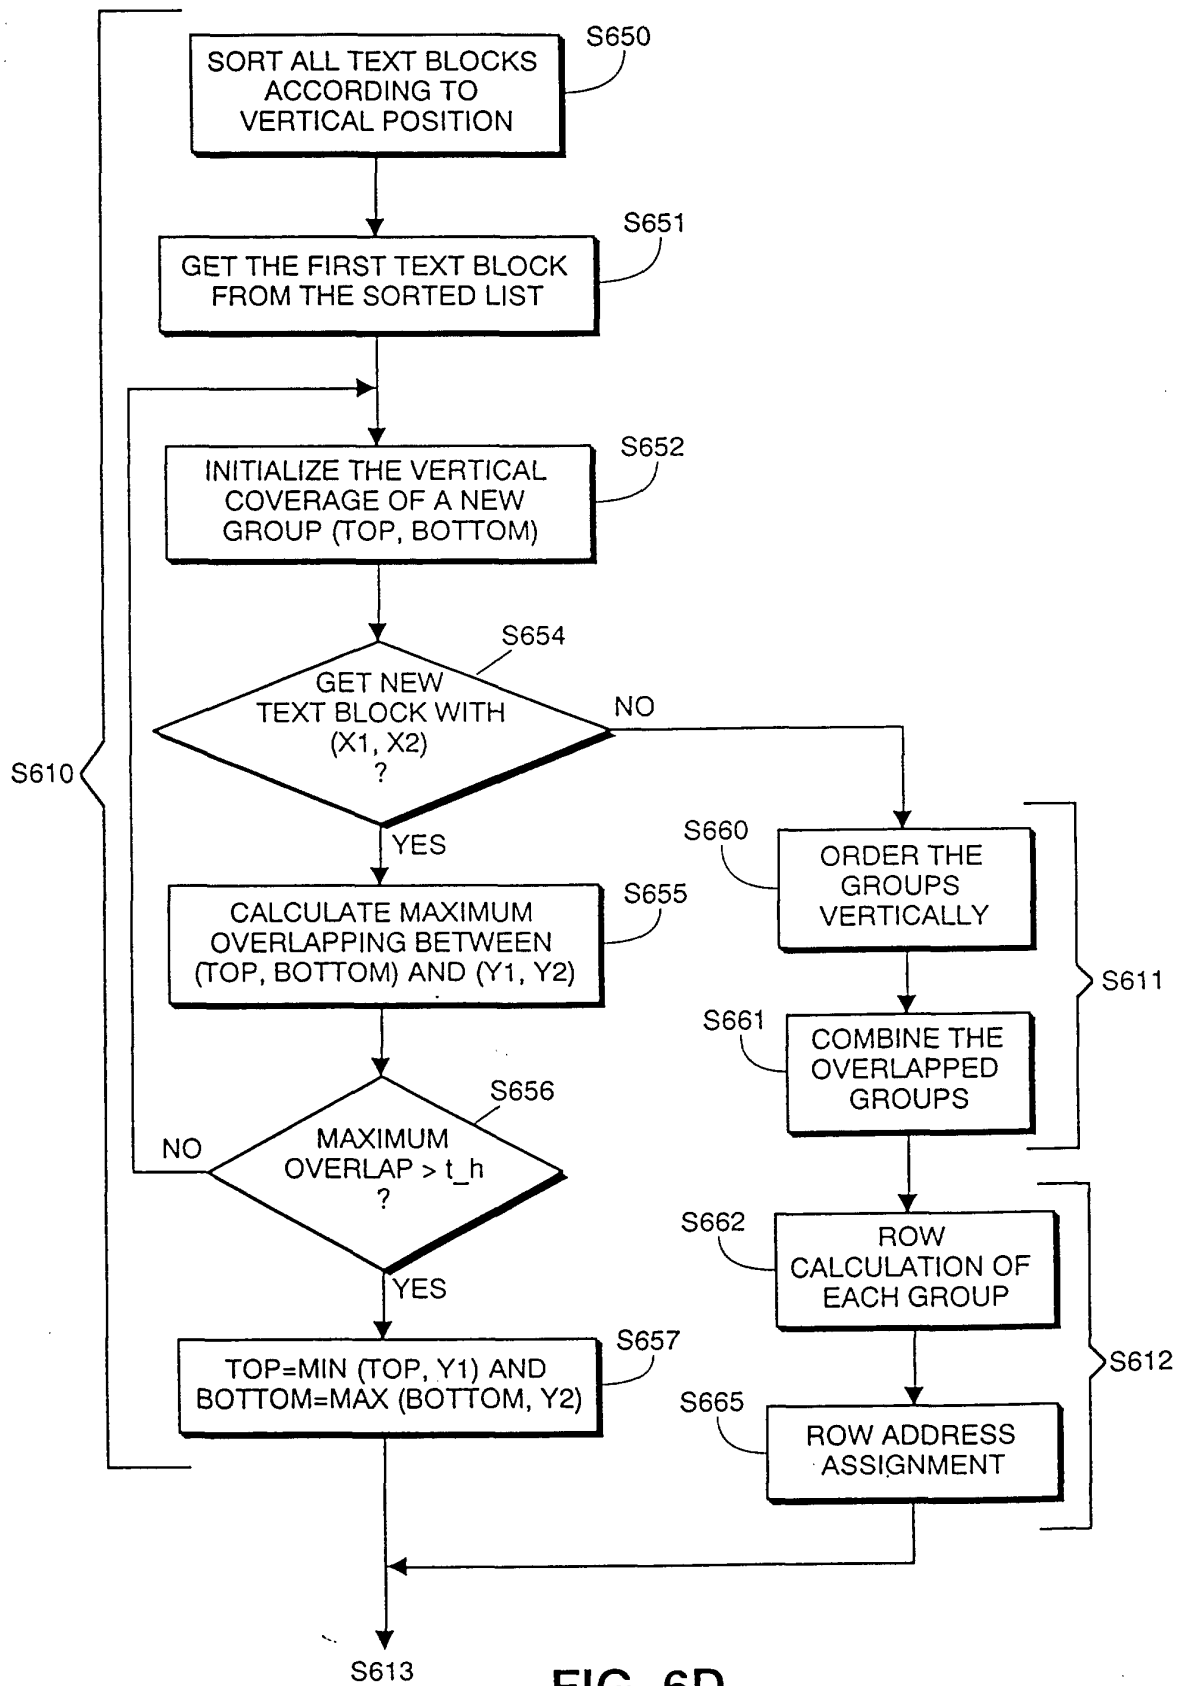 S650
SORT ALL TEXT BLOCKS
ACCORDING TO
VERTICAL POSITION
S651
GET THE FIRST TEXT BLOCK
FROM THE SORTED LIST
S652
INITIALIZE THE VERTICAL
COVERAGE OF A NEW
GROUP (TOP, BOTTOM)
S654
GET NEW
TEXT BLOCK WITH
(X1, X2)
?
NO
YES
S610
S655
CALCULATE MAXIMUM
OVERLAPPING BETWEEN
(TOP, BOTTOM) AND (Y1, Y2)
S656
MAXIMUM
OVERLAP > t_h
?
NO
YES
S657
TOP=MIN (TOP, Y1) AND
BOTTOM=MAX (BOTTOM, Y2)
S660
ORDER THE
GROUPS
VERTICALLY
S611
S661
COMBINE THE
OVERLAPPED
GROUPS
S662
ROW
CALCULATION OF
EACH GROUP
S612
S665
ROW ADDRESS
ASSIGNMENT
S613
FIG. 6D